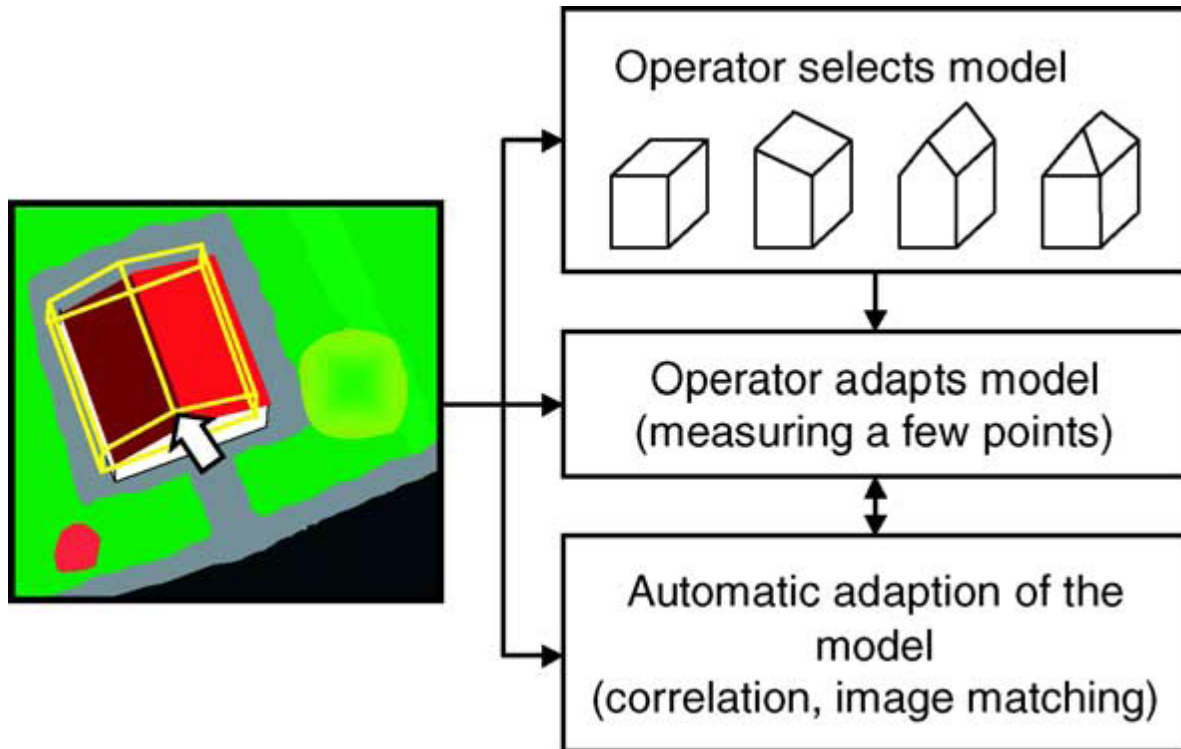 Operator selects model
Operator adapts model
(measuring a few points)
Automatic adaption of the
model
(correlation, image matching)